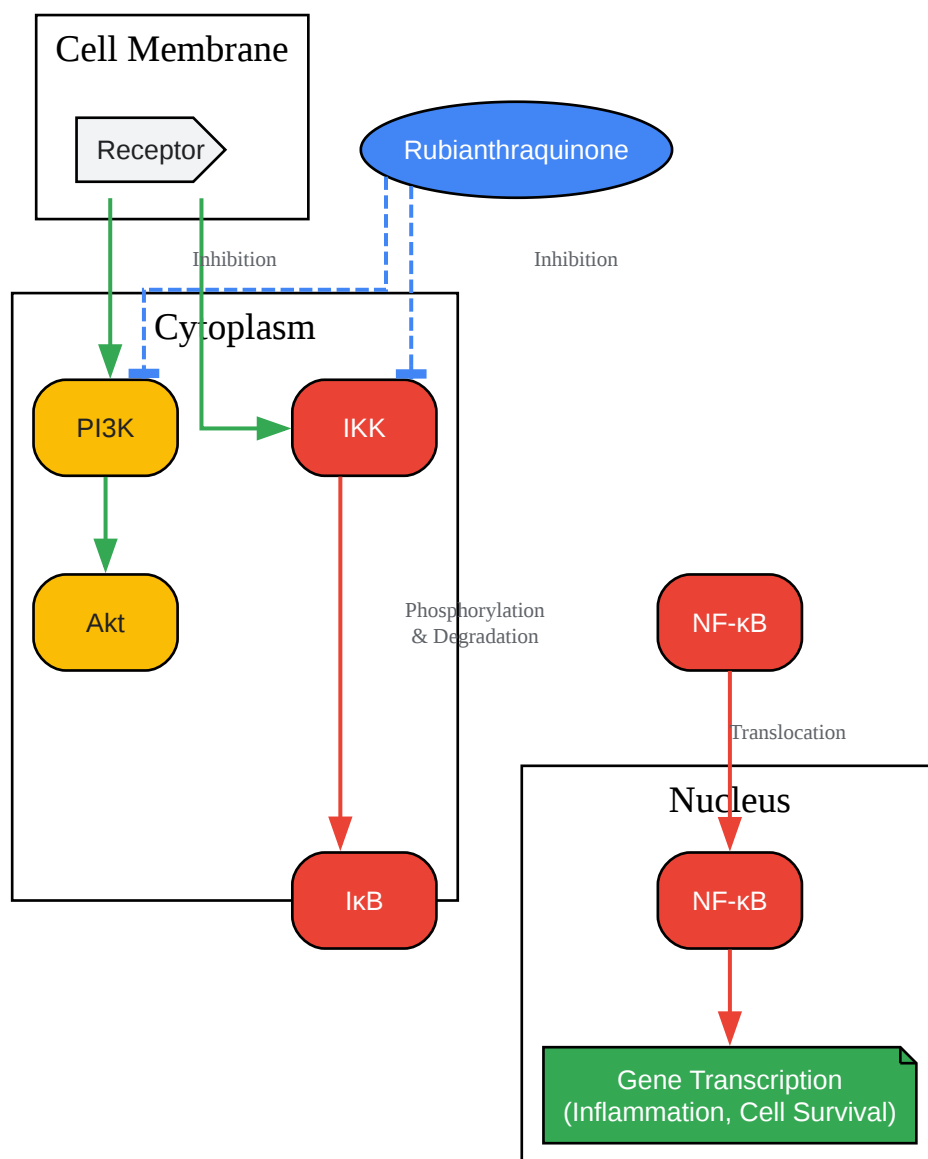 Cell Membrane
Receptor
Rubianthraquinone
Inhibition
Inhibition
Cytoplasm
PI3K
IKK
Akt
Phosphorylation
& Degradation
NF-κB
Translocation
Nucleus
IκB
NF-κB
Gene Transcription
(Inflammation, Cell Survival)